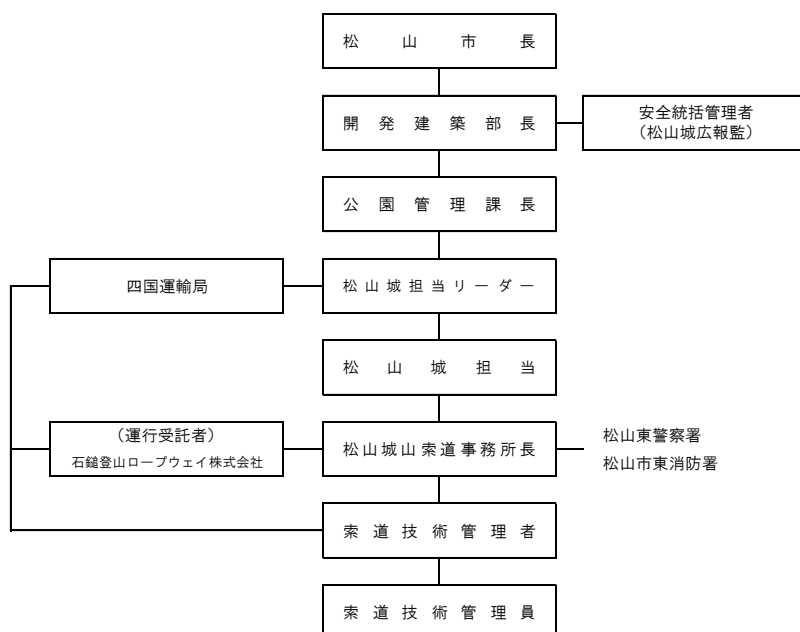 松山市長
開発建築部長
安全統括管理者
（松山城広報監）
公園管理課長
四国運輸局
松山城担当リーダー
松山城担当
（運行受託者）
石鎚登山ロープウェイ株式会社
松山城山索道事務所長
松山東警察署
松山市東消防署
索道技術管理者
索道技術管理員